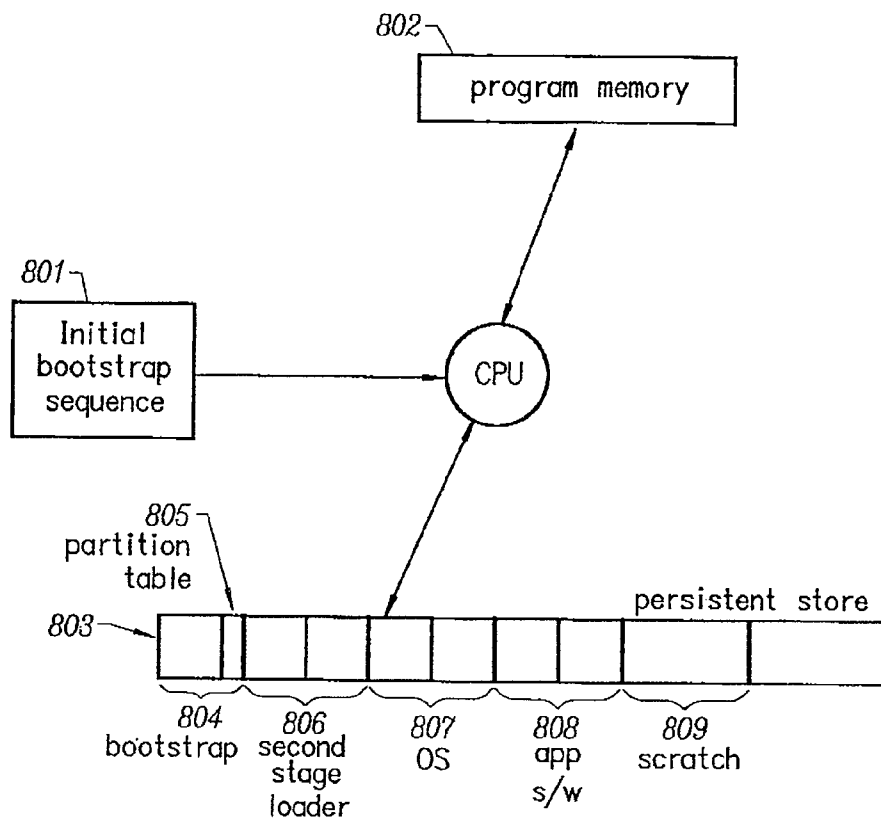 802
program memory
801
Initial
bootstrap
sequence
CPU
805
partition
table
persistent store
803
804
bootstrap
806
second
stage
loader
807
OS
808
app
s/w
809
scratch